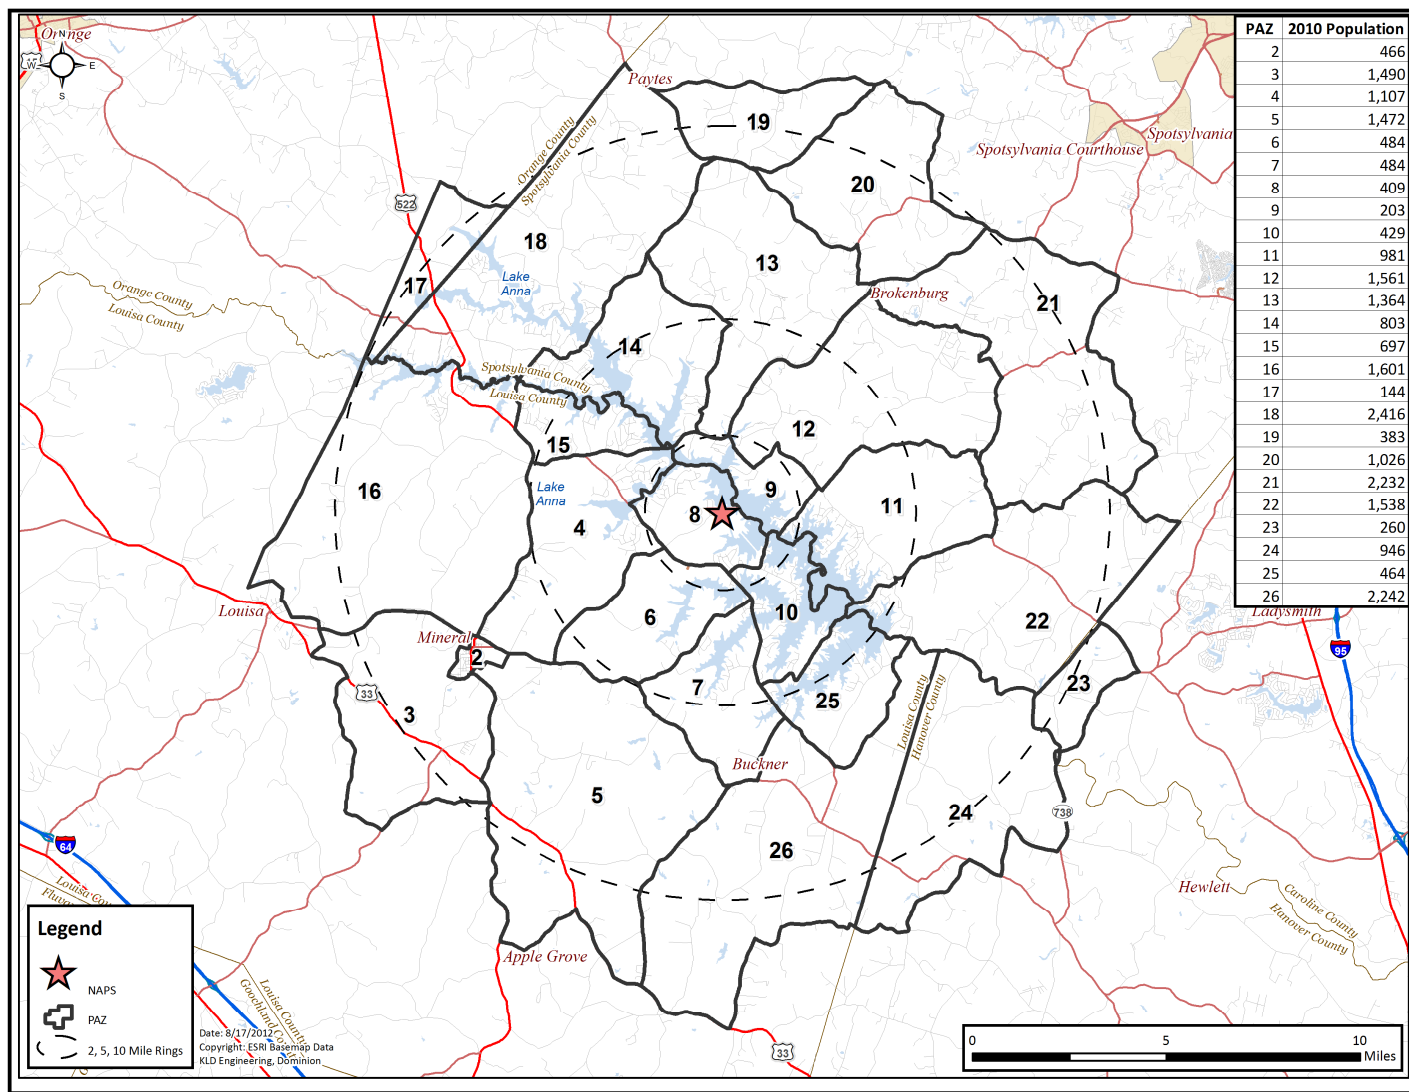 Orange
N
W
E
S
Paytes
PAZ 2010 Population
2 466
3 1,490
4 1,107
5 1,472
6 484
7 484
8 409
9 203
10 429
11 981
12 1,561
13 1,364
14 803
15 697
16 1,601
17 144
18 2,416
19 383
20 1,026
21 2,232
22 1,538
23 260
24 946
25 464
26 2,242
19
Orange County
Spotsylvania County
Spotsylvania
Spotsylvania Courthouse
20
522
18
13
Lake
Anna
17
Orange County
Louisa County
Brokenburg
21
14
Spotsylvania County
Louisa County
12
15
16
Lake
Anna
9
11
8
4
Louisa
6
10
22
Ladysmith
Mineral
2
95
33
7
25
23
3
Louisa County
Hanover County
Buckner
5
24
738
64
26
Hewlett
Caroline County
Hanover County
Apple Grove
Louisa County
Goochland
Legend
NAPS
PAZ
2, 5, 10 Mile Rings
Date: 8/17/2012
Copyright: ESRI Basemap Data
KLD Engineering, Dominion
33
0 5 10
Miles